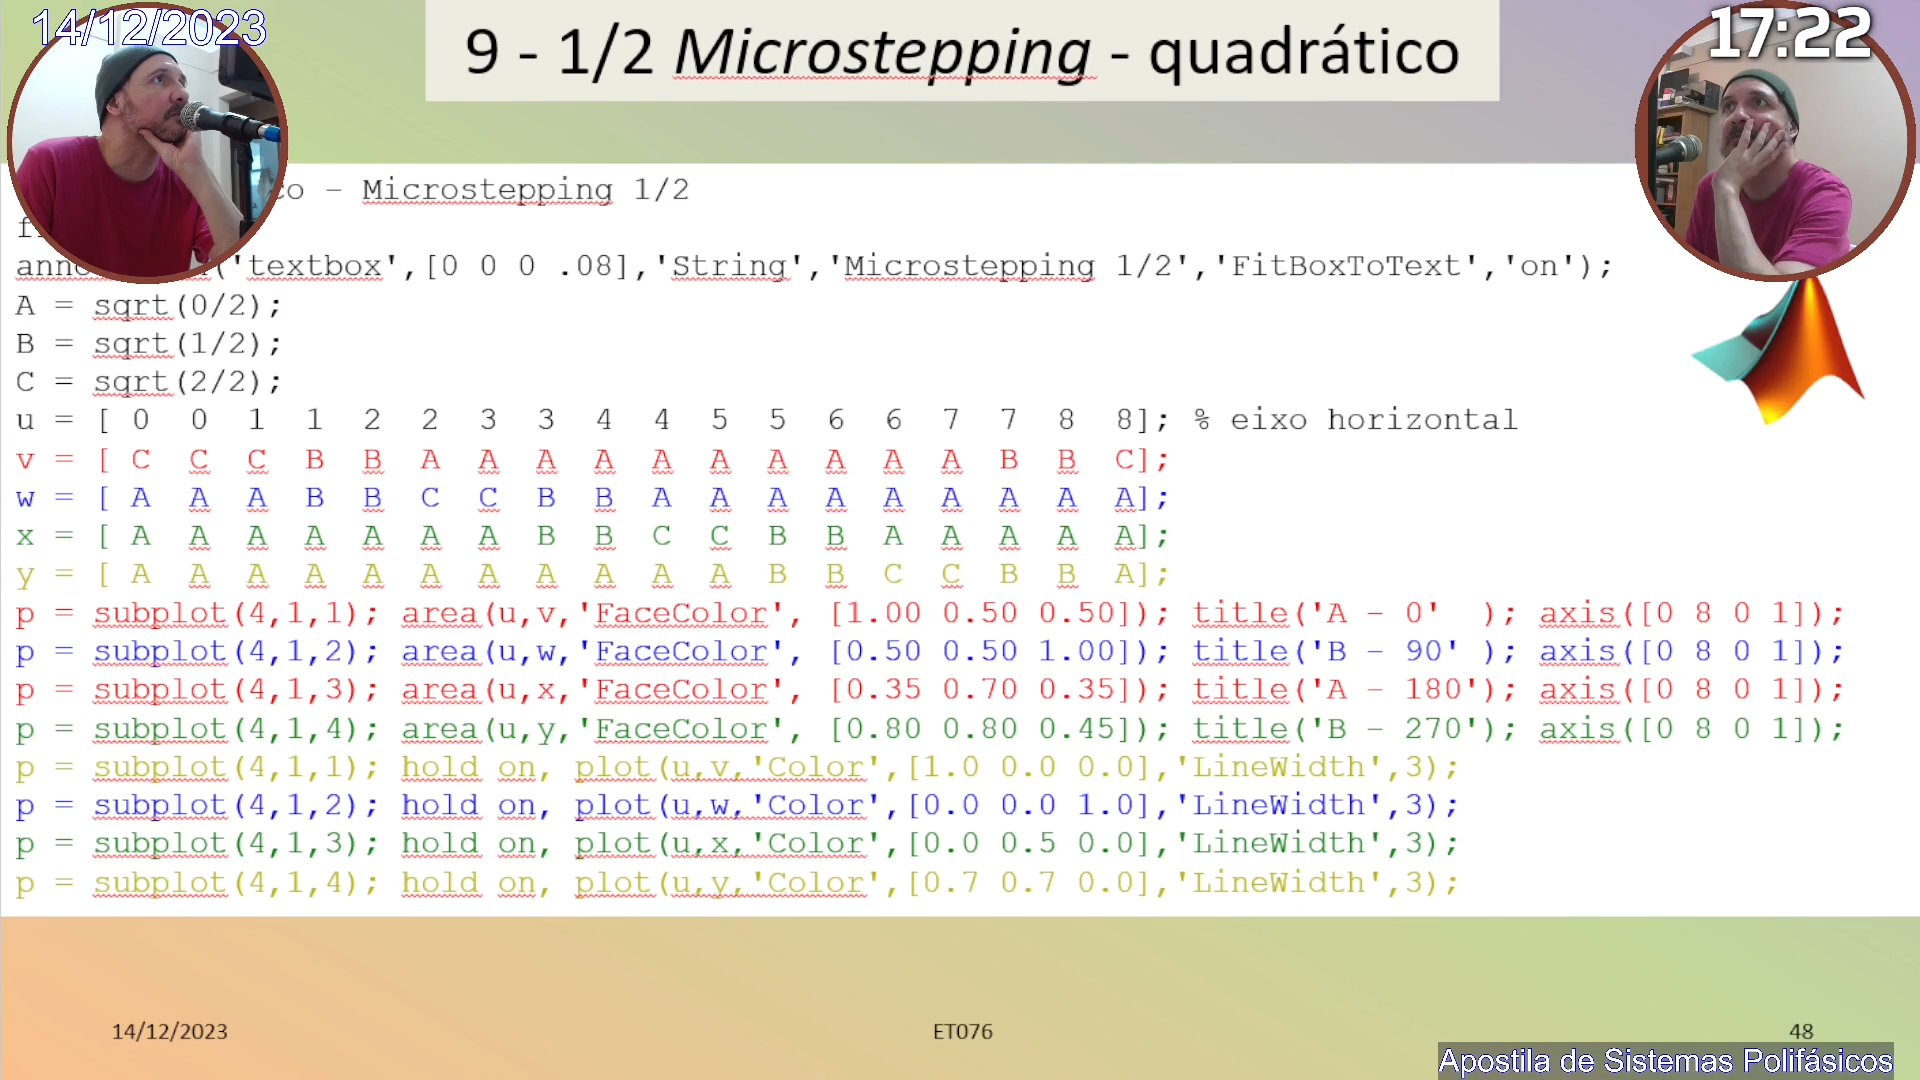 14/12/2023
17:22
9 - 1/2 Microstepping - quadrático
co - Microstepping 1/2
f
ann ('textbox',[0 0 0 .08],'String','Microstepping 1/2','FitBoxToText','on');
A = sqrt(0/2);
B = sqrt(1/2);
C = sqrt(2/2);
u = [ 0 0 1 1 2 2 3 3 4 4 5 5 6 6 7 7 8 8]; % eixo horizontal
v = [ C C C B B A A A A A A A A A A B B C];
w = [ A A A B B C C B B A A A A A A A A A];
x = [ A A A A A A A B B C C B B A A A A A];
y = [ A A A A A A A A A A A B B C C B B A];
p = subplot(4,1,1); area(u,v,'FaceColor', [1.00 0.50 0.50]); title('A - 0' ); axis([0 8 0 1]);
p = subplot(4,1,2); area(u,w,'FaceColor', [0.50 0.50 1.00]); title('B - 90' ); axis([0 8 0 1]);
p = subplot(4,1,3); area(u,x,'FaceColor', [0.35 0.70 0.35]); title('A - 180'); axis([0 8 0 1]);
p = subplot(4,1,4); area(u,y,'FaceColor', [0.80 0.80 0.45]); title('B - 270'); axis([0 8 0 1]);
p = subplot(4,1,1); hold on, plot(u,v,'Color',[1.0 0.0 0.0],'LineWidth',3);
p = subplot(4,1,2); hold on, plot(u,w,'Color',[0.0 0.0 1.0],'LineWidth',3);
p = subplot(4,1,3); hold on, plot(u,x,'Color',[0.0 0.5 0.0],'LineWidth',3);
p = subplot(4,1,4); hold on, plot(u,y,'Color',[0.7 0.7 0.0],'LineWidth',3);
14/12/2023
ET076
48
Apostila de Sistemas Polifásicos